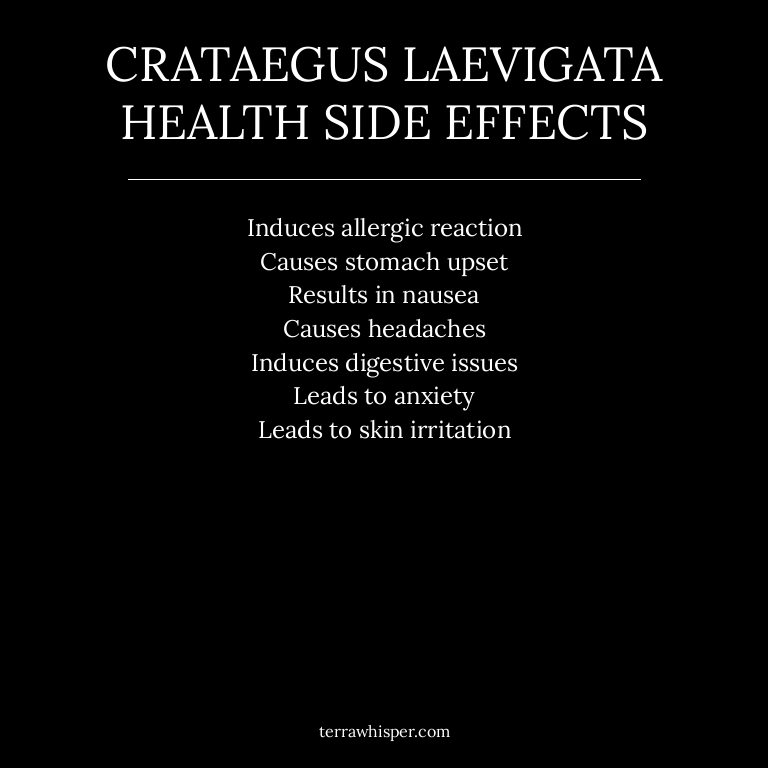 CRATAEGUS LAEVIGATA
HEALTH SIDE EFFECTS
Induces allergic reaction
Causes stomach upset
Results in nausea
Causes headaches
Induces digestive issues
Leads to anxiety
Leads to skin irritation
terrawhisper.com